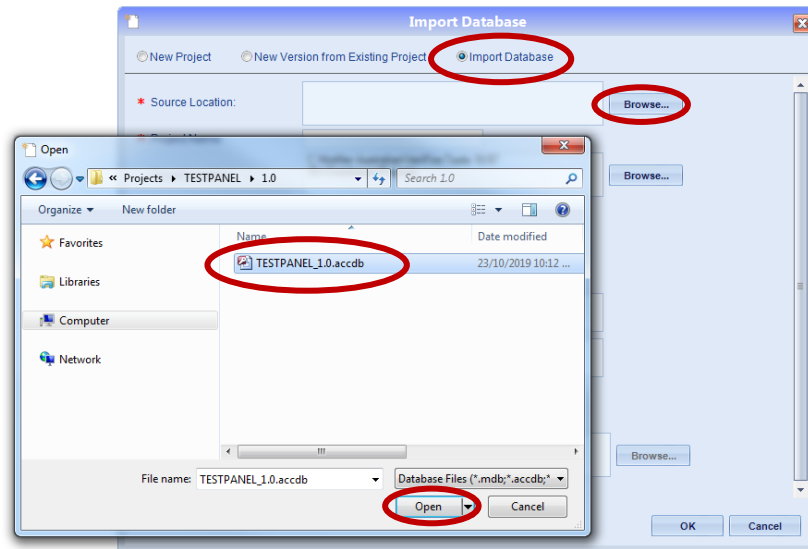 Import Database
New Project New Version from Existing Project Import Database
* Source Location:
Browse...
* Project Name
Browse...
Open
« Projects TESTPANEL 1.0
Search 1.0
Organize New folder
Name Date modified
Favorites
TESTPANEL_1.0.accdb 23/10/2019 10:12 ...
Libraries
Computer
Network
Browse...
File name: TESTPANEL_1.0.accdb
Database Files (*.mdb;*.accdb;*
Open Cancel
OK Cancel